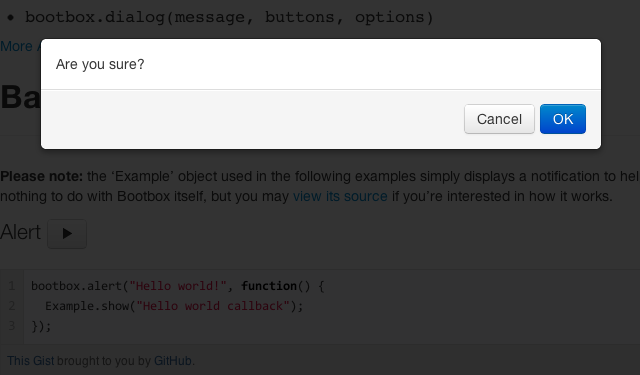 • bootbox.dialog(message, buttons, options)
More
Are you sure?
Ba
Cancel OK
Please note: the ‘Example’ object used in the following examples simply displays a notification to hel
nothing to do with Bootbox itself, but you may view its source if you’re interested in how it works.
Alert
1 bootbox.alert("Hello world!", function() {
2 Example.show("Hello world callback");
3 });
This Gist brought to you by GitHub.